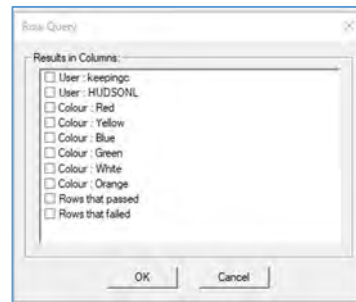 Row Query
Results in Columns:
User : keepingc
User : HUDSONL
Colour : Red
Colour : Yellow
Colour : Blue
Colour : Green
Colour : White
Colour : Orange
Rows that passed
Rows that failed
OK Cancel